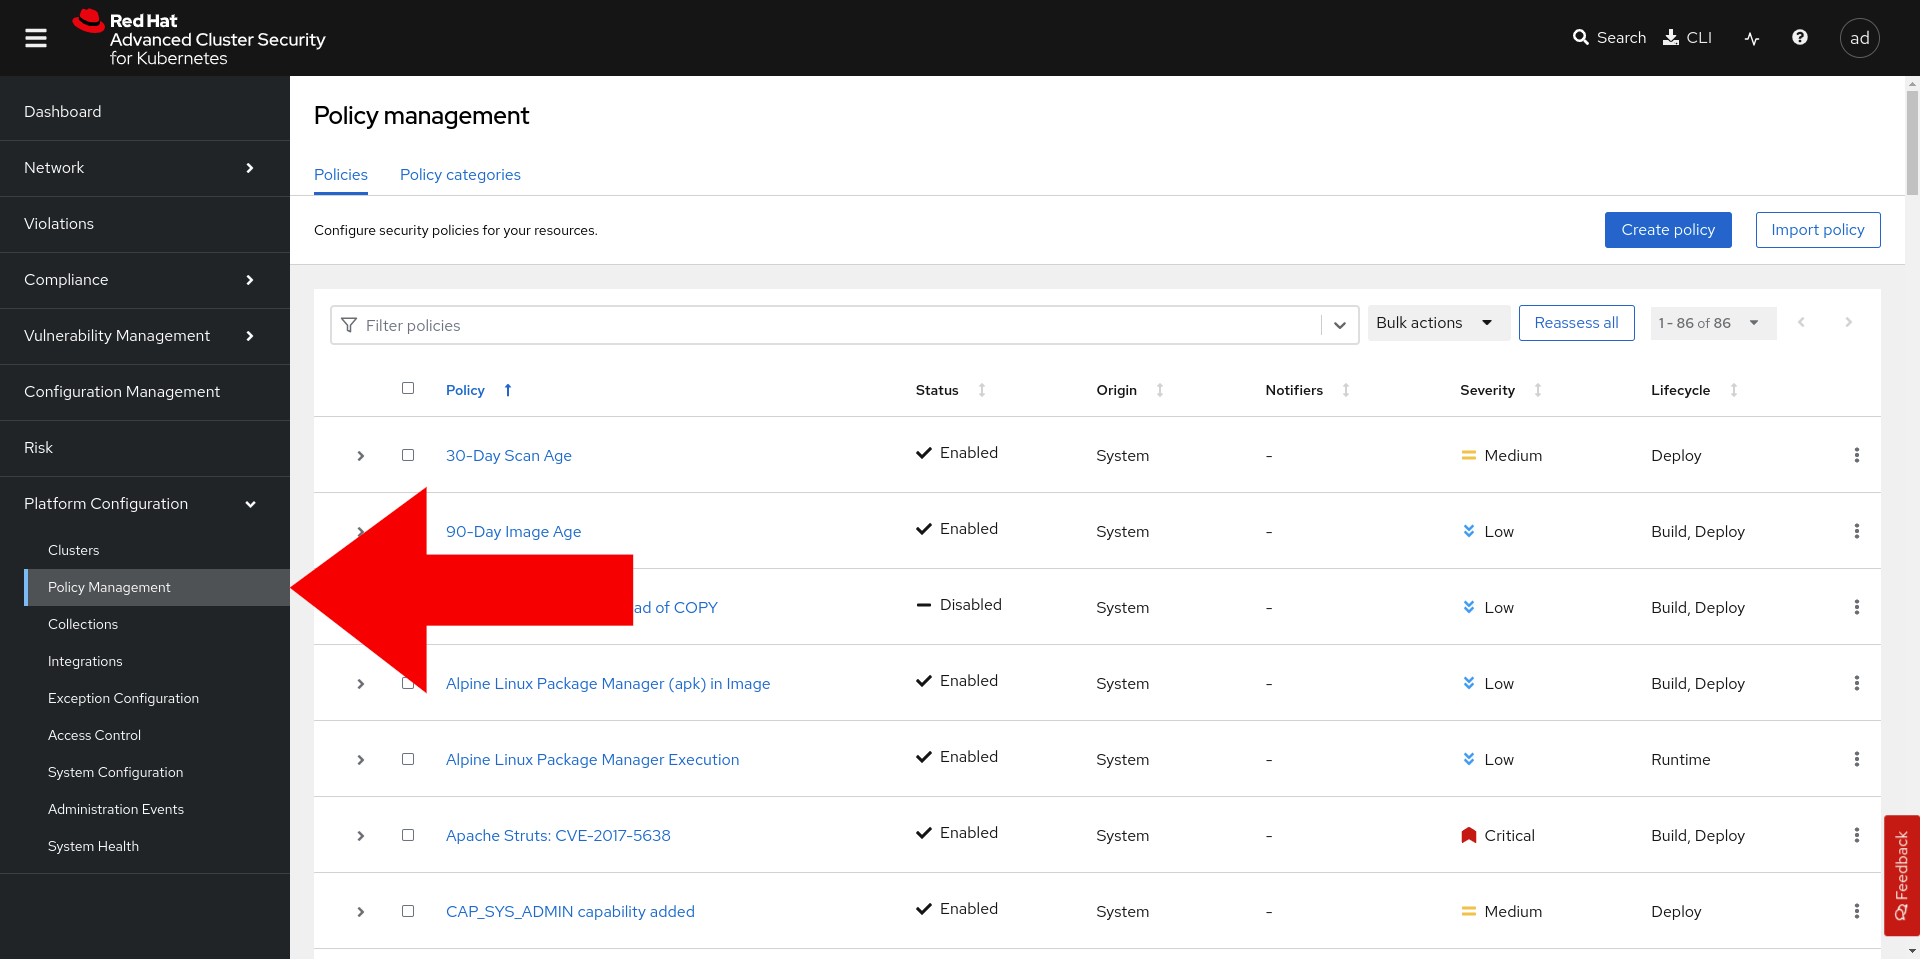 Red Hat
Advanced Cluster Security
for Kubernetes
Search
CLI
ad
Dashboard
Network
Violations
Compliance
Vulnerability Management
Configuration Management
Risk
Platform Configuration
Clusters
Policy Management
Collections
Integrations
Exception Configuration
Access Control
System Configuration
Administration Events
System Health
Policy management
Policies Policy categories
Configure security policies for your resources.
Create policy Import policy
Filter policies Bulk actions Reassess all 1 - 86 of 86
Policy Status Origin Notifiers Severity Lifecycle
30-Day Scan Age Enabled System - Medium Deploy
90-Day Image Age Enabled System - Low Build, Deploy
of COPY Disabled System - Low Build, Deploy
Alpine Linux Package Manager (apk) in Image Enabled System - Low Build, Deploy
Alpine Linux Package Manager Execution Enabled System - Low Runtime
Apache Struts: CVE-2017-5638 Enabled System - Critical Build, Deploy
CAP_SYS_ADMIN capability added Enabled System - Medium Deploy
Feedback